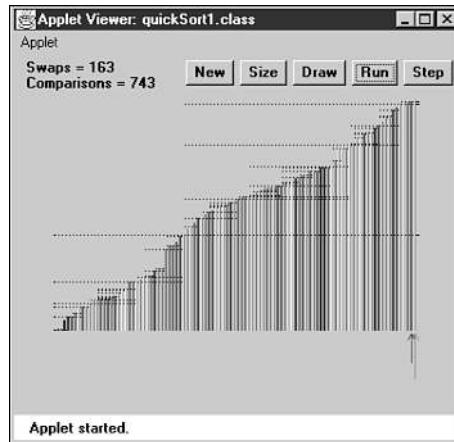 Applet Viewer: quickSort1.class
Applet
Swaps = 163
Comparisons = 743
New Size Draw Run Step
Applet started.